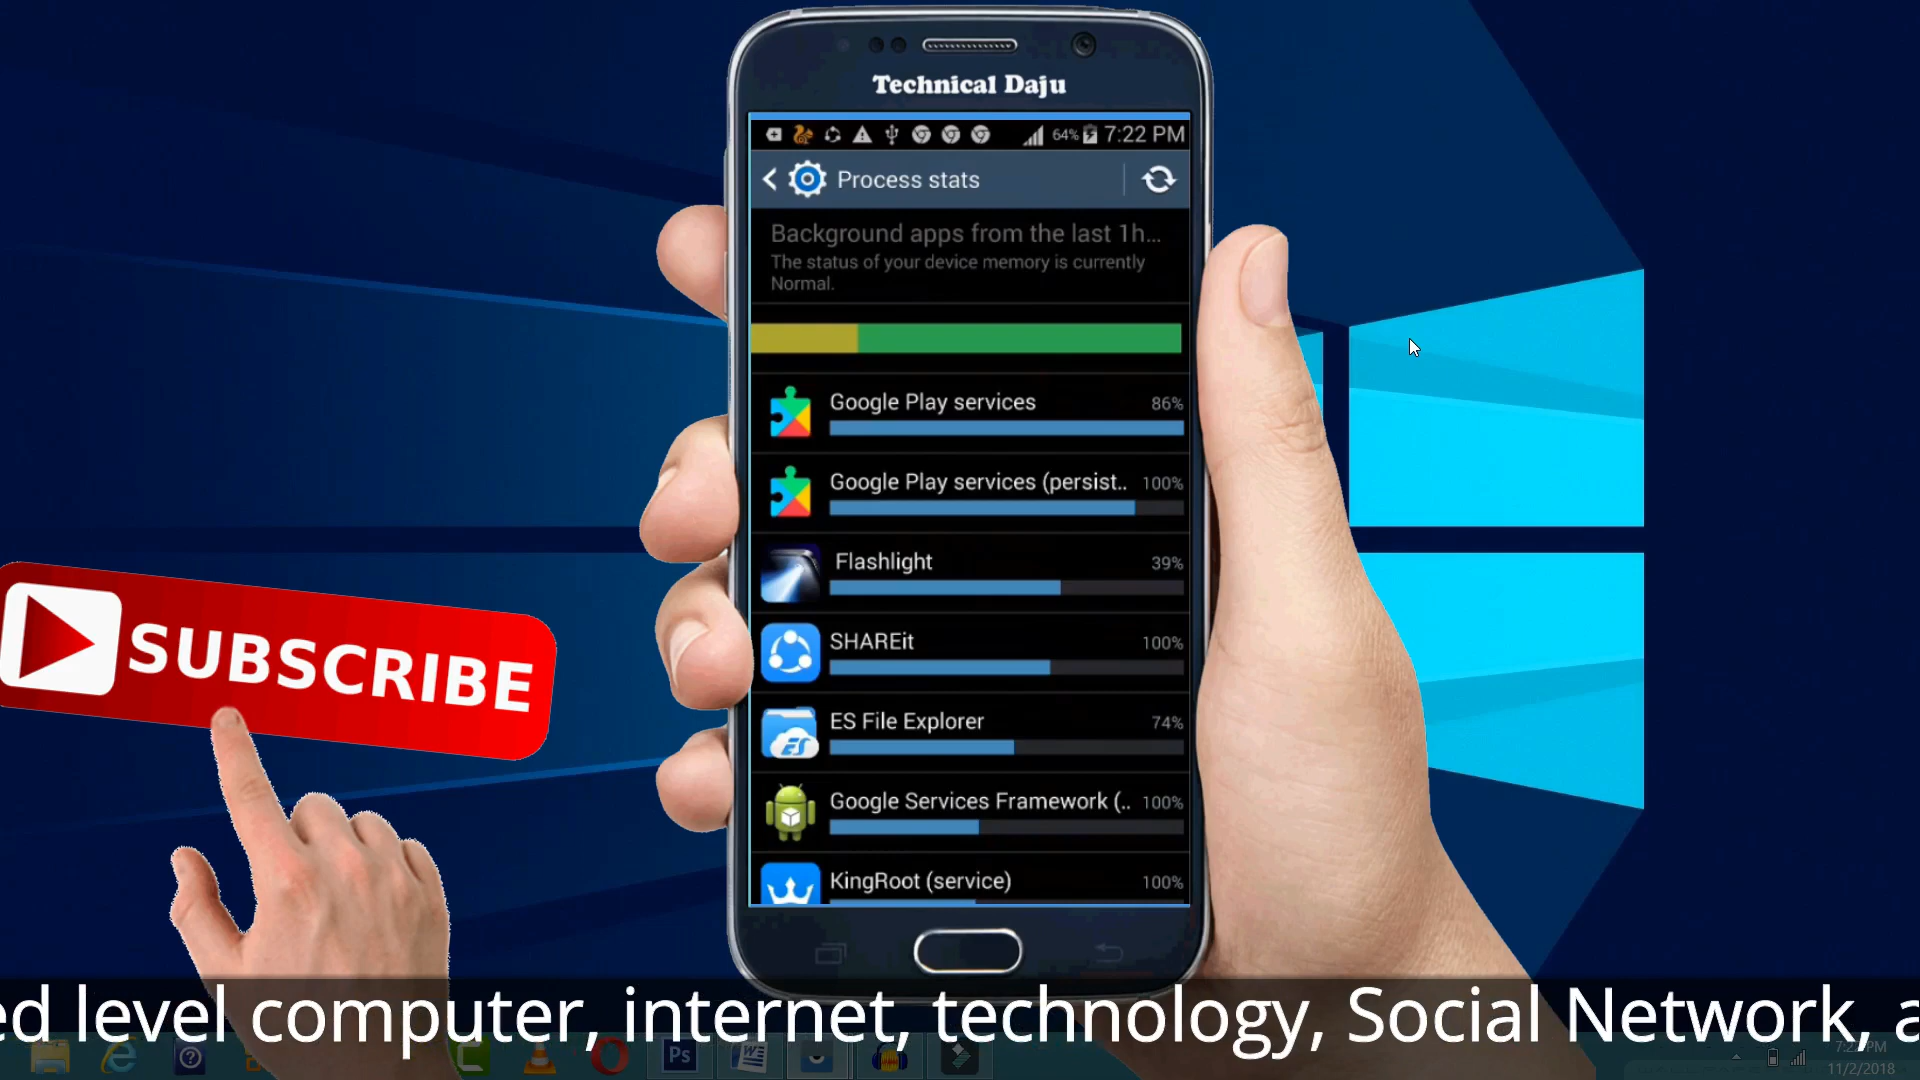 Technical Daju
64% 7:22 PM
Process stats
Background apps from the last 1h...
The status of your device memory is currently
Normal.
Google Play services 86%
Google Play services (persist.. 100%
Flashlight 39%
SHAREit 100%
SUBSCRIBE
ES File Explorer 74%
ES
Google Services Framework (.. 100%
KingRoot (service) 100%
ed level computer, internet, technology, Social Network, a
Ps
11/2/2018